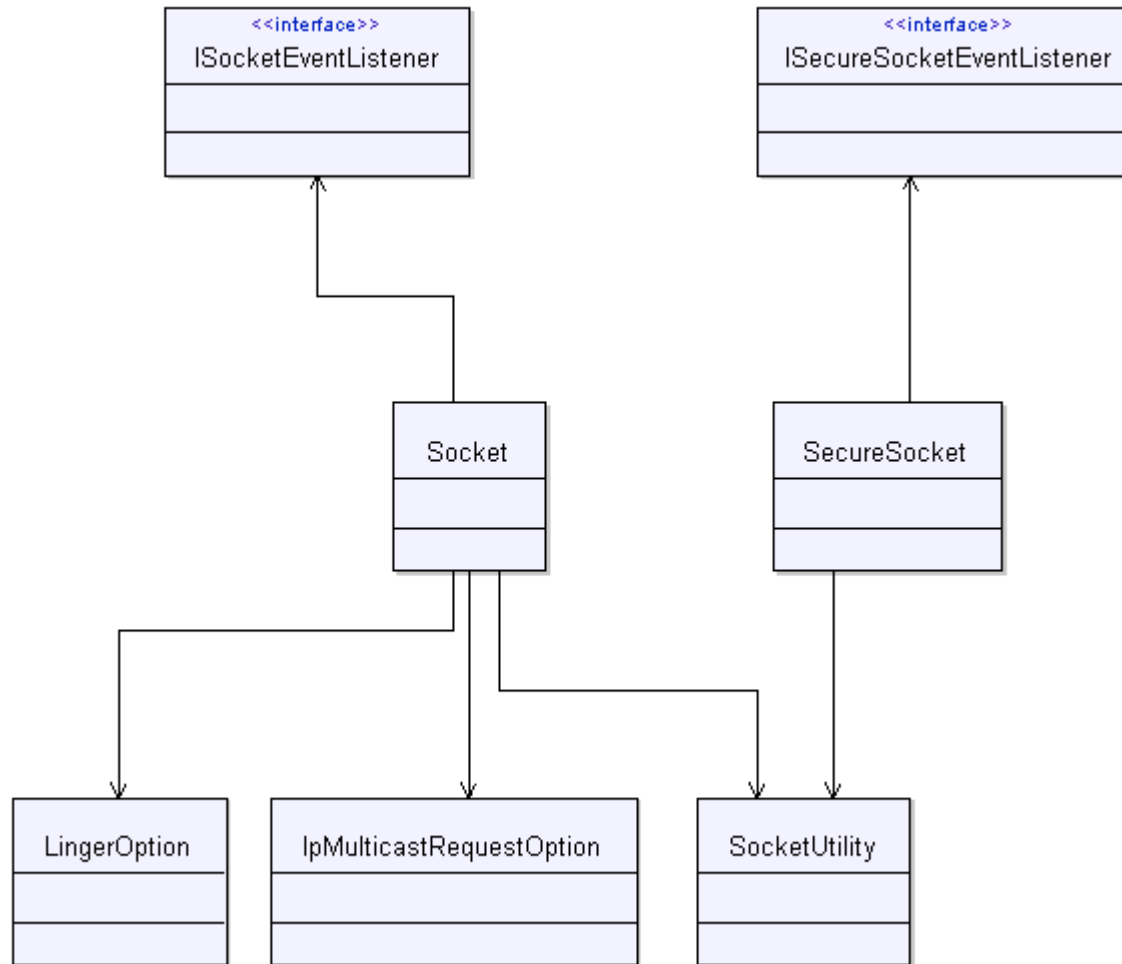 <<interface>>
ISocketEventListener
<<interface>>
ISecureSocketEventListener
Socket
SecureSocket
LingerOption
IpMulticastRequestOption
SocketUtility